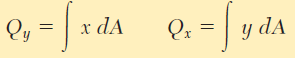 Q_y = ∫ x dA Q_x = ∫ y dA